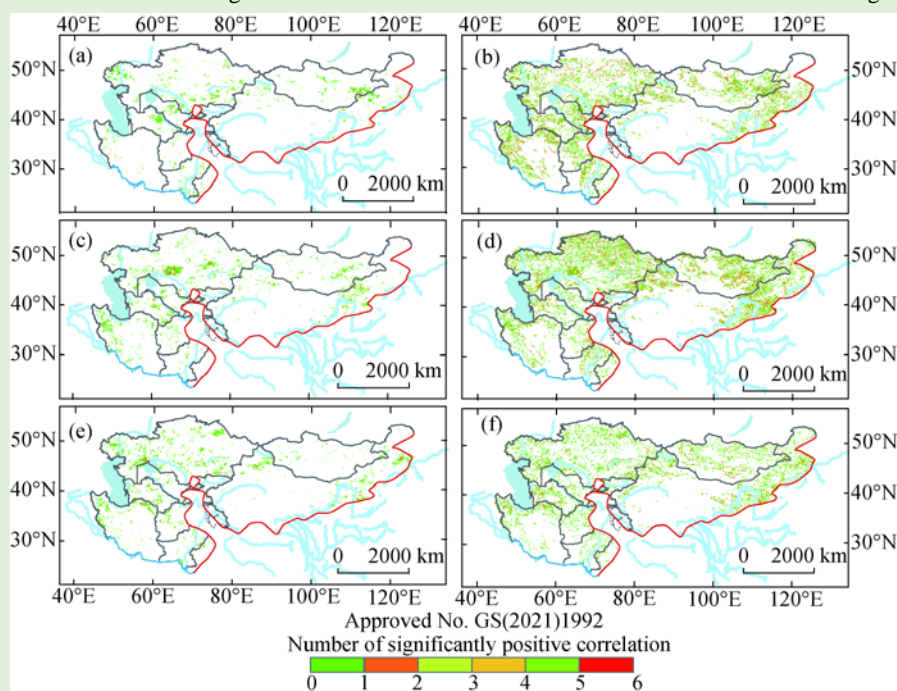 40°E 60°E 80°E 100°E 120°E 40°E 60°E 80°E 100°E 120°E
(a) (b)
50°N 50°N
40°N 40°N
30°N 30°N
0 2000 km 0 2000 km
(c) (d)
50°N 50°N
40°N 40°N
30°N 30°N
0 2000 km 0 2000 km
(e) (f)
50°N 50°N
40°N 40°N
30°N 30°N
0 2000 km 0 2000 km
40°E 60°E 80°E 100°E 120°E 40°E 60°E 80°E 100°E 120°E
Approved No. GS(2021)1992
Number of significantly positive correlation
0 1 2 3 4 5 6